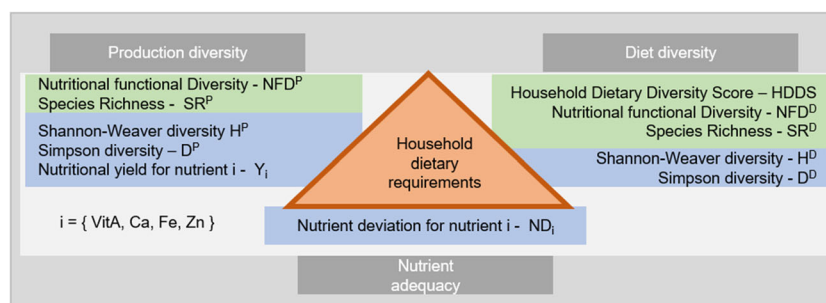 Production diversity
Diet diversity
Nutritional functional Diversity - NFDᴾ
Species Richness - SRᴾ
Shannon-Weaver diversity Hᴾ
Simpson diversity – Dᴾ
Nutritional yield for nutrient i - Yᵢ
i = { VitA, Ca, Fe, Zn }
Household
dietary
requirements
Household Dietary Diversity Score – HDDS
Nutritional functional Diversity - NFDᴰ
Species Richness - SRᴰ
Shannon-Weaver diversity - Hᴰ
Simpson diversity - Dᴰ
Nutrient deviation for nutrient i - NDᵢ
Nutrient
adequacy